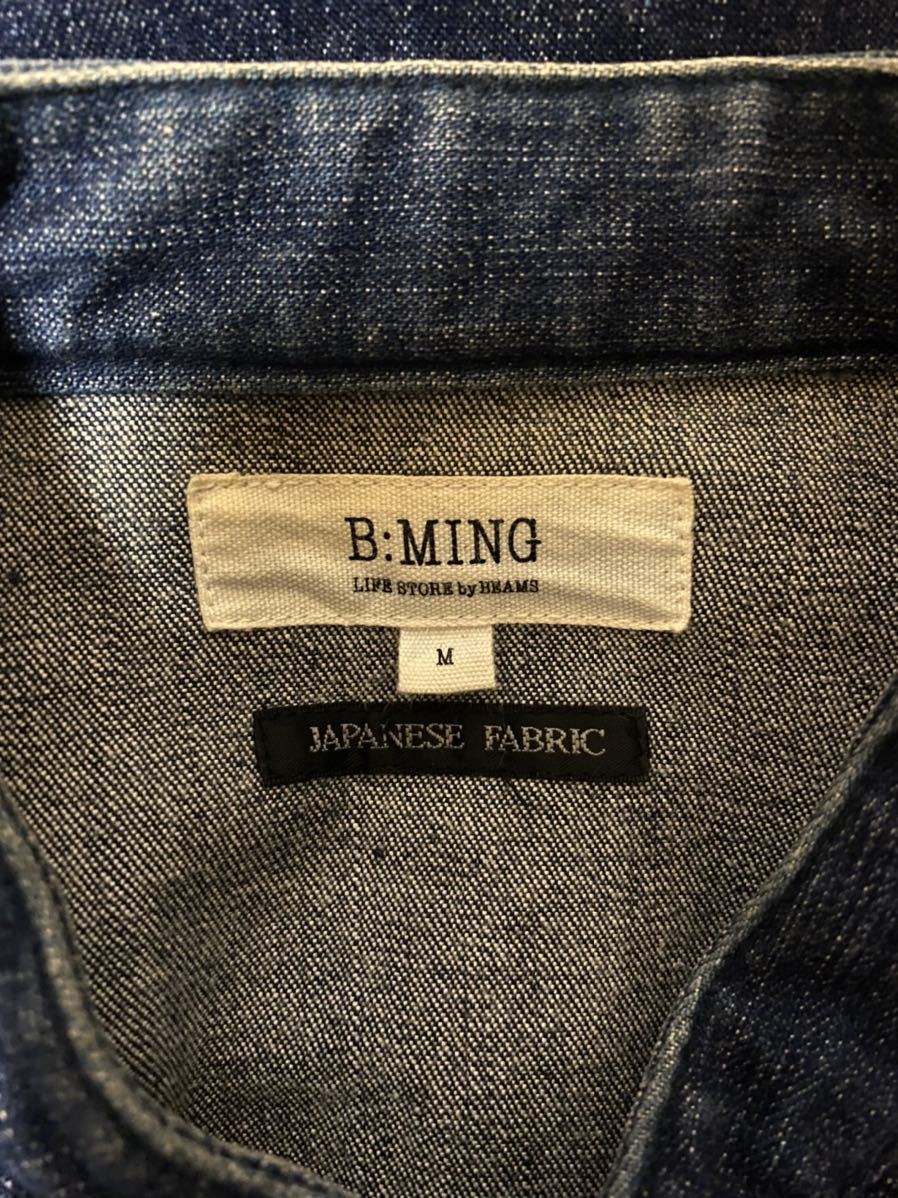 B:MING
LIFE STORE by BEAMS
M
JAPANESE FABRIC